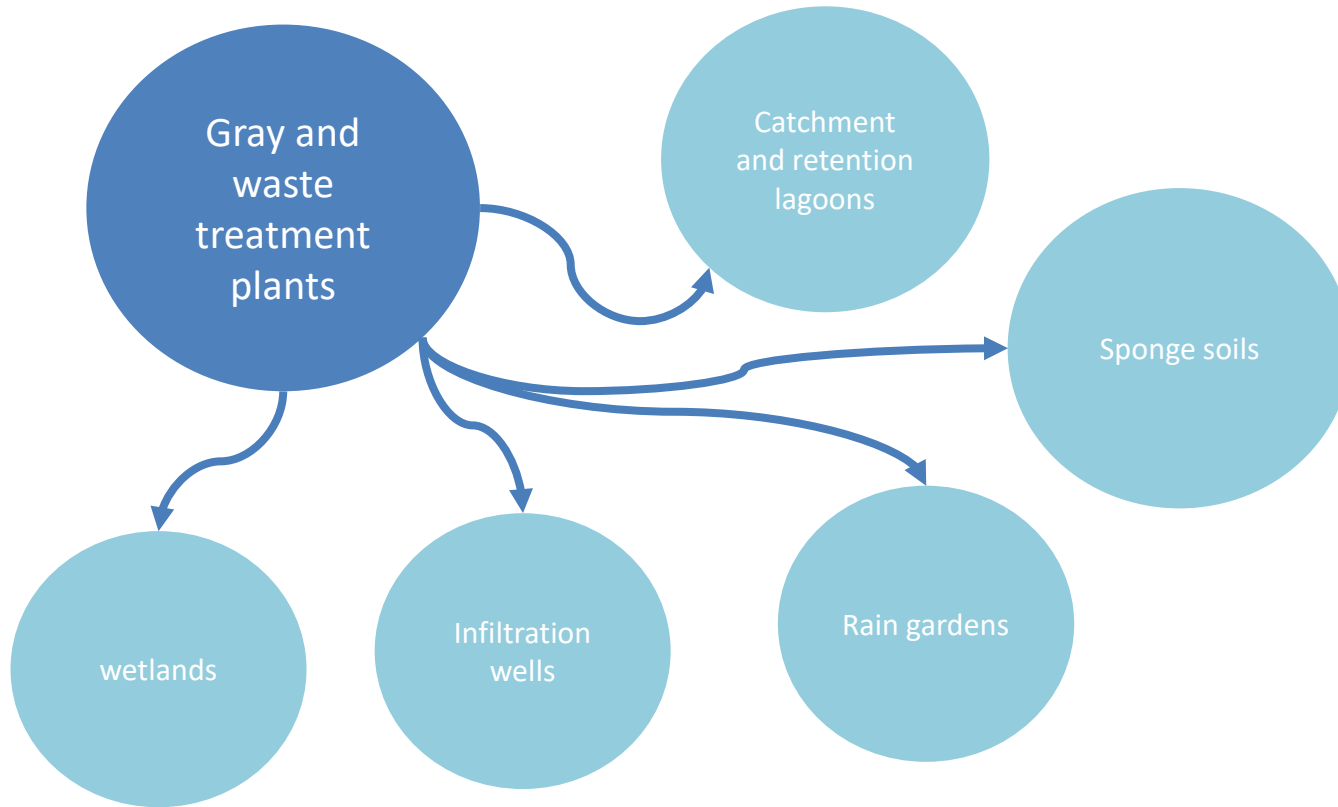 Gray and
waste
treatment
plants
Catchment
and retention
lagoons
Sponge soils
Rain gardens
Infiltration
wells
wetlands